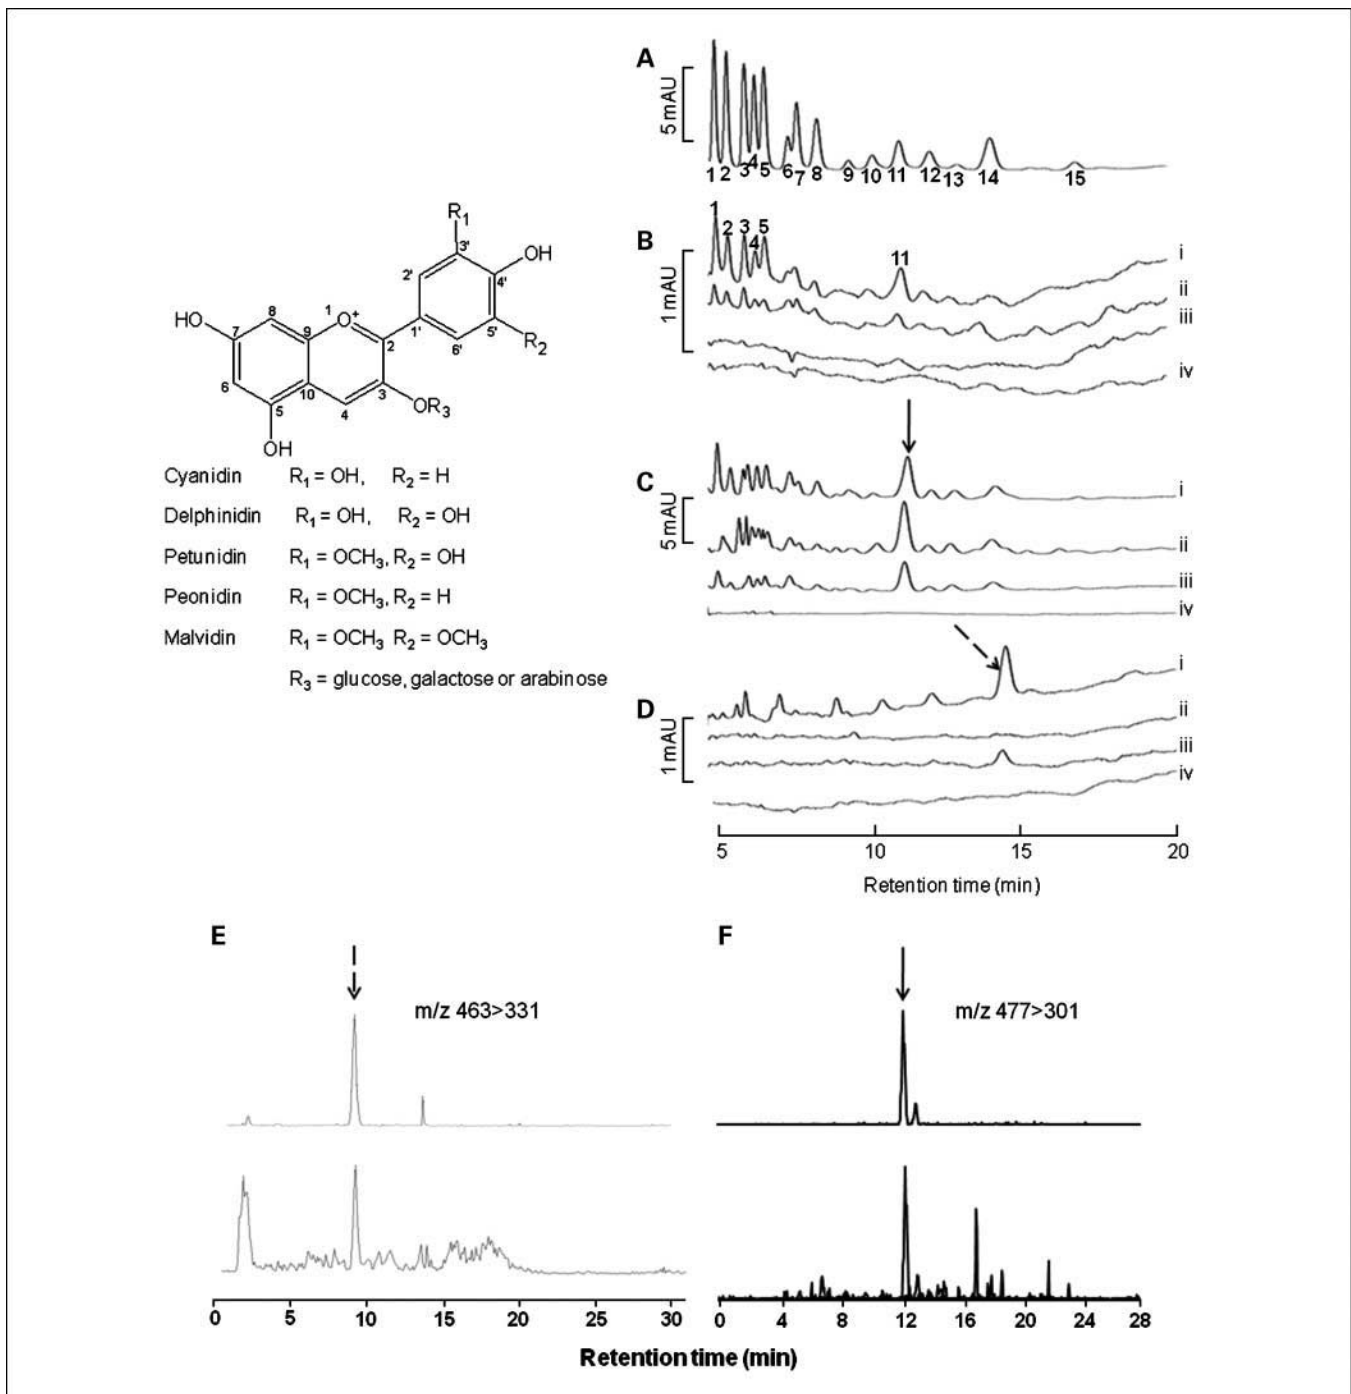 A
5 mAU
1 2 3 4 5 6 7 8 9 10 11 12 13 14 15
B
1 mAU
1 2 3 4 5 11
i
ii
iii
iv
R₁
3'
OH
2'
4'
HO
8
1
O⁺
7
9
1'
5'
R₂
2
6'
6
10
3
5
4
OR₃
OH
Cyanidin R₁ = OH, R₂ = H
Delphinidin R₁ = OH, R₂ = OH
Petunidin R₁ = OCH₃, R₂ = OH
Peonidin R₁ = OCH₃, R₂ = H
Malvidin R₁ = OCH₃ R₂ = OCH₃
R₃ = glucose, galactose or arabinose
C
5 mAU
i
ii
iii
iv
D
1 mAU
i
ii
iii
iv
5 10 15 20
Retention time (min)
E
m/z 463>331
0 5 10 15 20 25 30
F
m/z 477>301
0 4 8 12 16 20 24 28
Retention time (min)